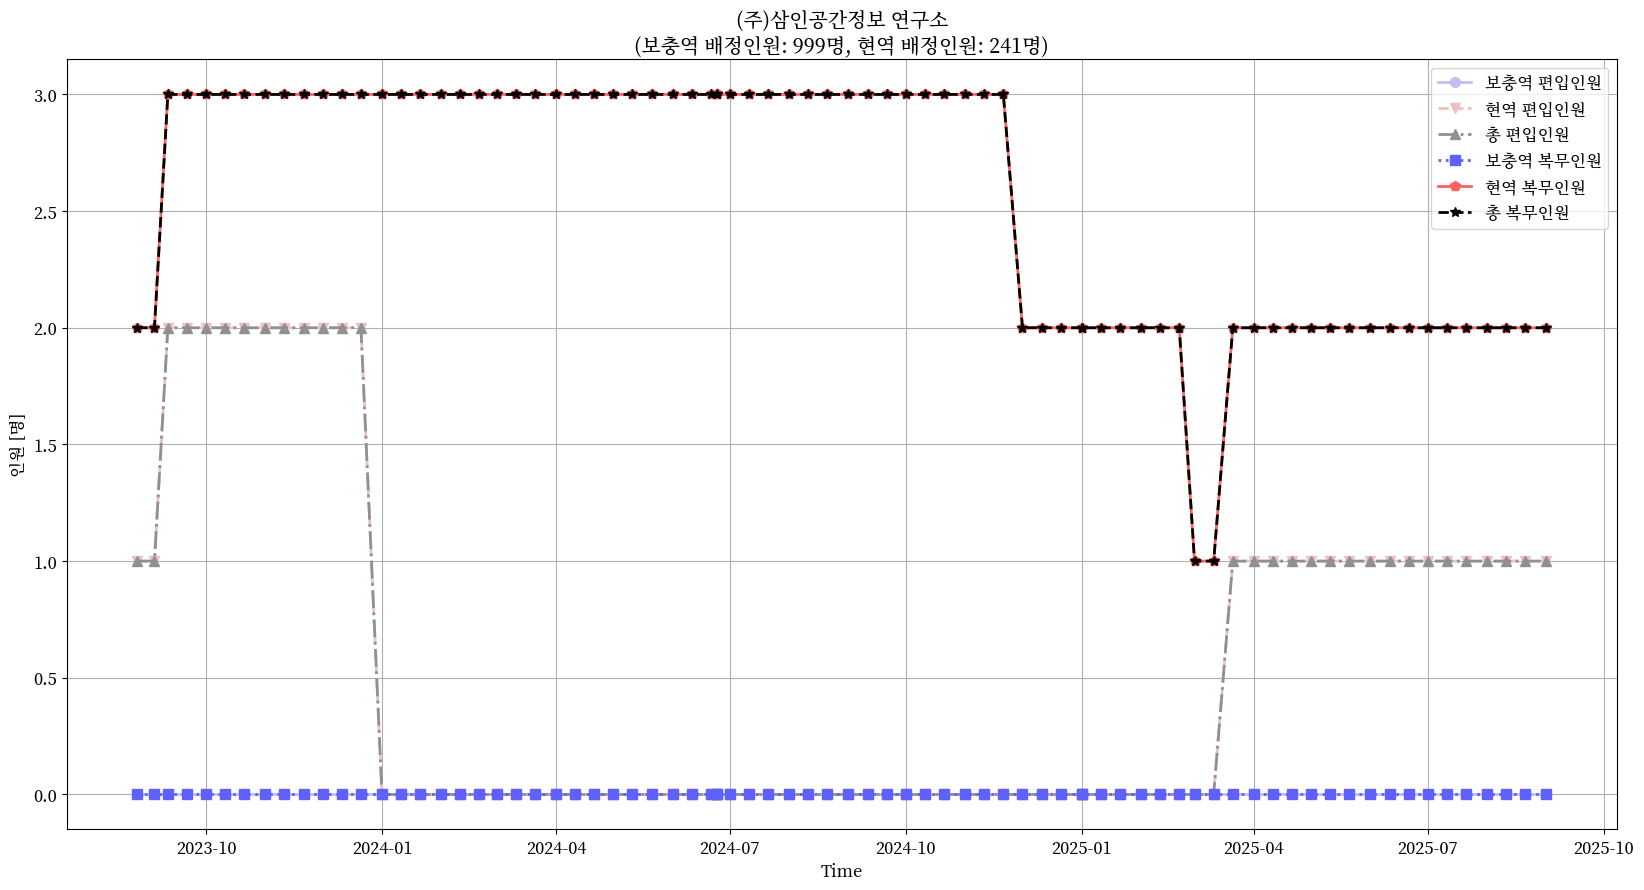 (주)삼인공간정보 연구소
(보충역 배정인원: 999명, 현역 배정인원: 241명)
보충역 편입인원
현역 편입인원
총 편입인원
보충역 복무인원
현역 복무인원
총 복무인원
인원 [명]
3.0
2.5
2.0
1.5
1.0
0.5
0.0
2023-10
2024-01
2024-04
2024-07
2024-10
2025-01
2025-04
2025-07
2025-10
Time